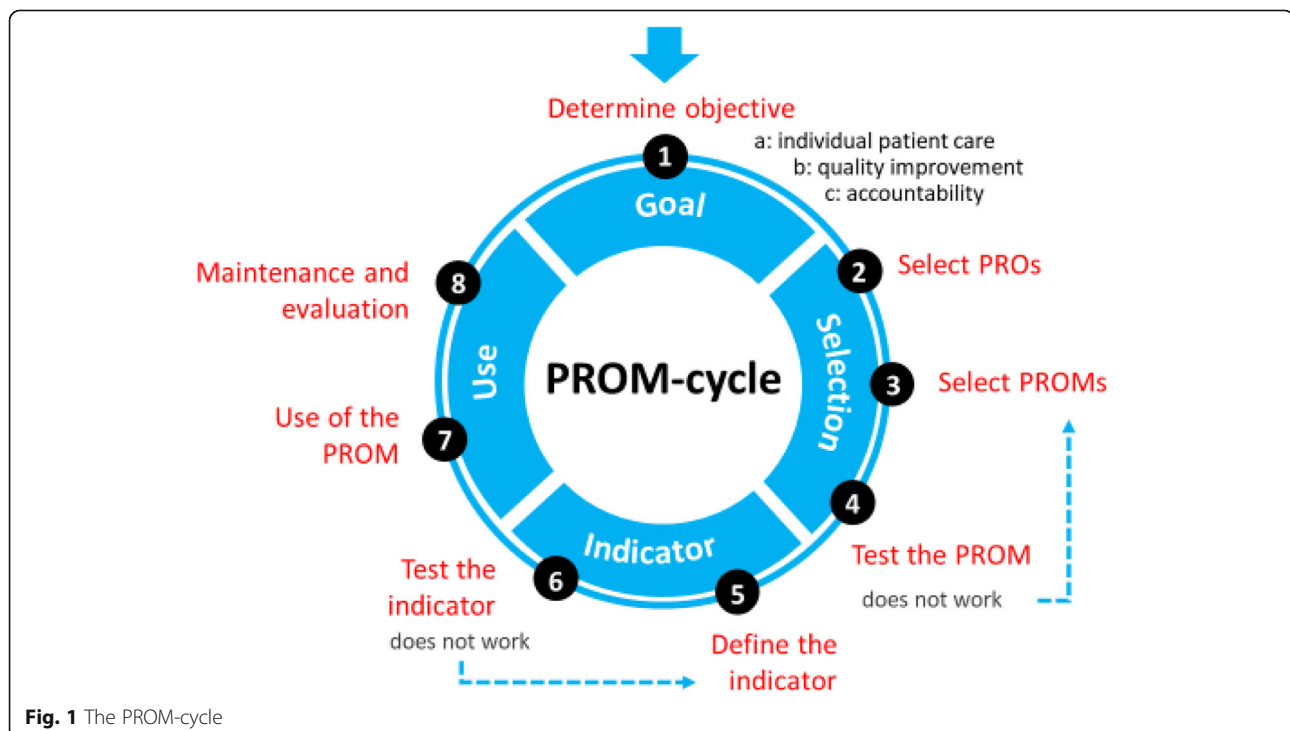 Determine objective
a: individual patient care
b: quality improvement
c: accountability
1
Goal
2
Select PROs
Selection
3
Select PROMs
4
Test the PROM
does not work
5
Define the
indicator
Indicator
6
Test the
indicator
does not work
7
Use of the
PROM
Use
8
Maintenance and
evaluation
PROM-cycle
Fig. 1 The PROM-cycle